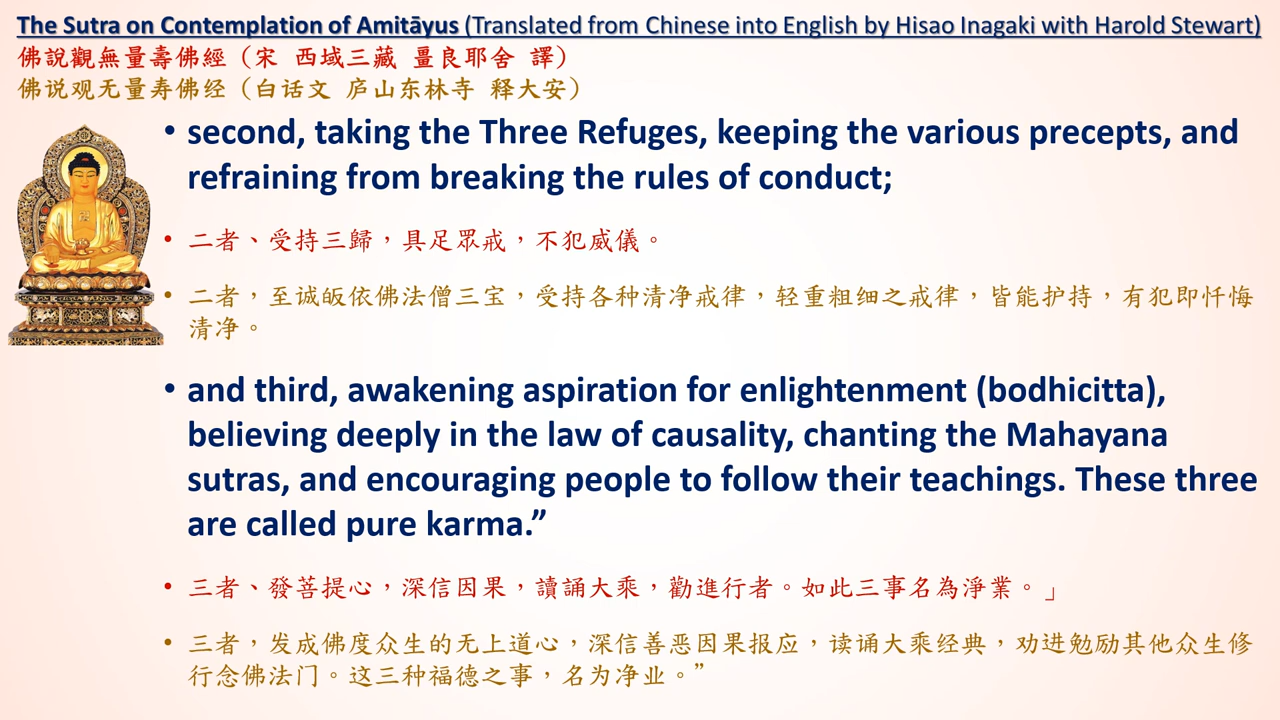 The Sutra on Contemplation of Amitāyus (Translated from Chinese into English by Hisao Inagaki with Harold Stewart)
佛說觀無量壽佛經（宋 西域三藏 畺良耶舍 譯）
佛说观无量寿佛经（白话文 庐山东林寺 释大安）
• second, taking the Three Refuges, keeping the various precepts, and
refraining from breaking the rules of conduct;
• 二者、受持三歸，具足眾戒，不犯威儀。
• 二者，至诚皈依佛法僧三宝，受持各种清净戒律，轻重粗细之戒律，皆能护持，有犯即忏悔
清净。
• and third, awakening aspiration for enlightenment (bodhicitta),
believing deeply in the law of causality, chanting the Mahayana
sutras, and encouraging people to follow their teachings. These three
are called pure karma.”
• 三者、發菩提心，深信因果，讀誦大乘，勸進行者。如此三事名為淨業。」
• 三者，发成佛度众生的无上道心，深信善恶因果报应，读诵大乘经典，劝进勉励其他众生修
行念佛法门。这三种福德之事，名为净业。”